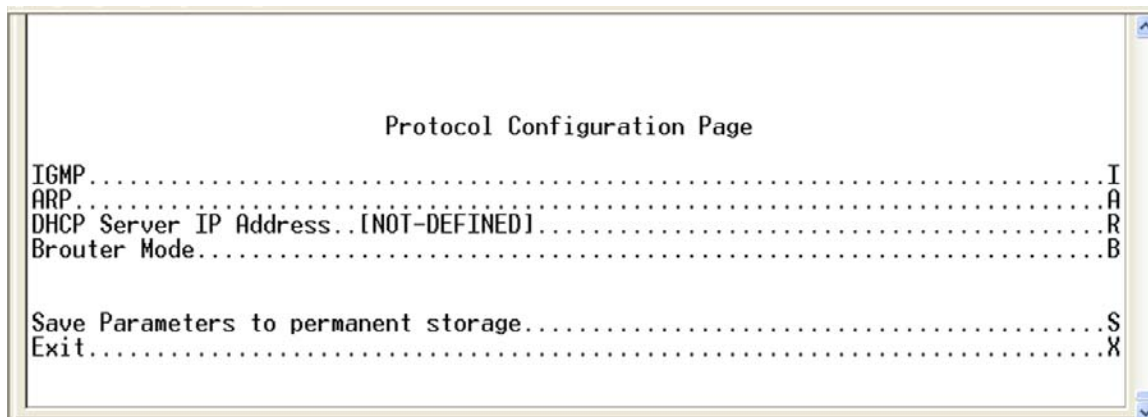 Protocol Configuration Page
IGMP............................................................................I
ARP.............................................................................A
DHCP Server IP Address..[NOT-DEFINED]..........................................R
Brouter Mode....................................................................B
Save Parameters to permanent storage...........................................S
Exit............................................................................X